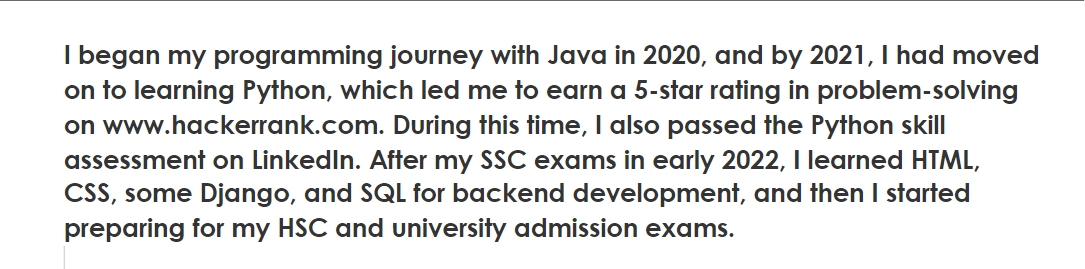 I began my programming journey with Java in 2020, and by 2021, I had moved
on to learning Python, which led me to earn a 5-star rating in problem-solving
on www.hackerrank.com. During this time, I also passed the Python skill
assessment on LinkedIn. After my SSC exams in early 2022, I learned HTML,
CSS, some Django, and SQL for backend development, and then I started
preparing for my HSC and university admission exams.